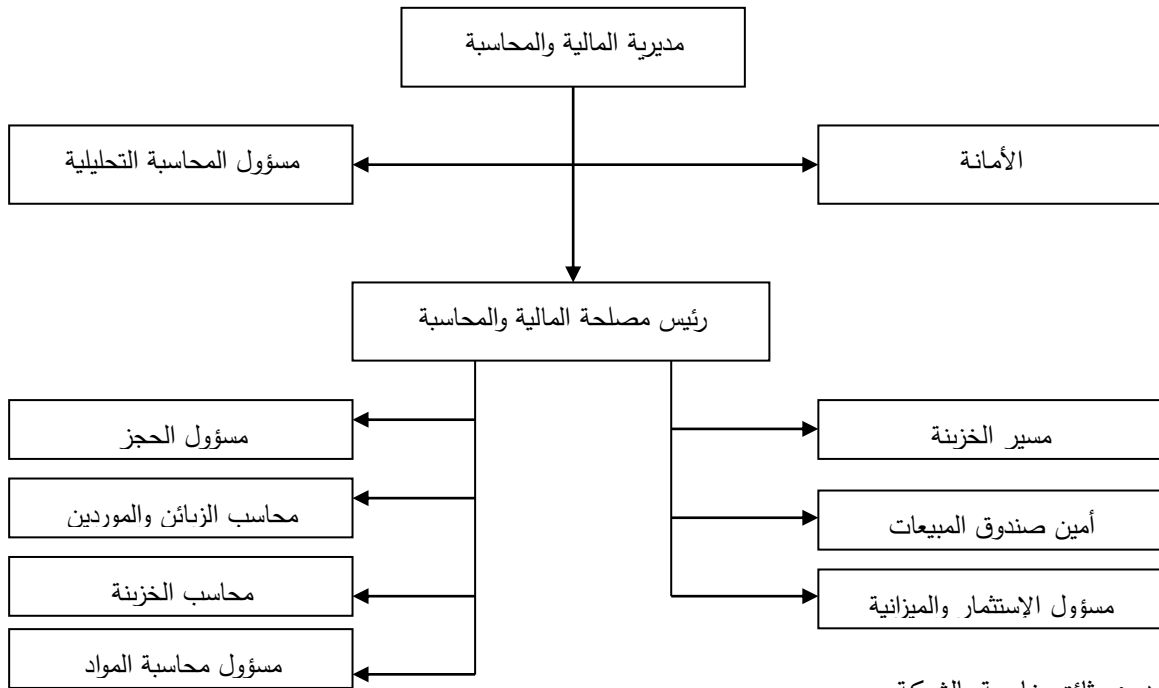 مديرية المالية والمحاسبة
الأمانة
مسؤول المحاسبة التحليلية
رئيس مصلحة المالية والمحاسبة
مسير الخزينة
مسؤول الحجز
أمين صندوق المبيعات
محاسب الزبائن والموردين
مسؤول الإستثمار والميزانية
محاسب الخزينة
مسؤول محاسبة المواد